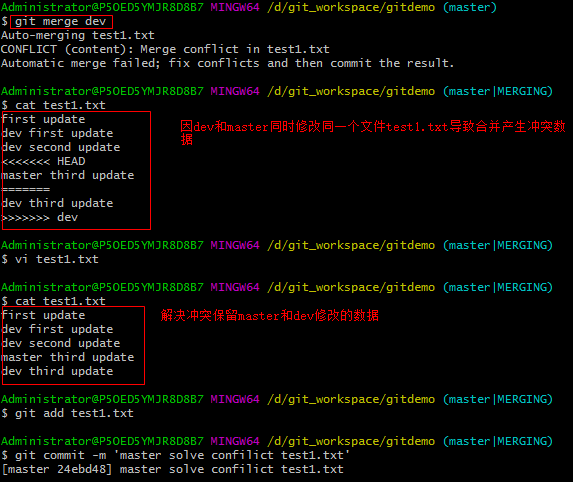 Administrator@P5OED5YMJR8D8B7 MINGW64 /d/git_workspace/gitdemo (master)
$ git merge dev
Auto-merging test1.txt
CONFLICT (content): Merge conflict in test1.txt
Automatic merge failed; fix conflicts and then commit the result.
Administrator@P5OED5YMJR8D8B7 MINGW64 /d/git_workspace/gitdemo (master|MERGING)
$ cat test1.txt
first update
dev first update
dev second update
<<<<<<< HEAD
master third update
=======
dev third update
>>>>>>> dev
因dev和master同时修改同一个文件test1.txt导致合并产生冲突数
据
Administrator@P5OED5YMJR8D8B7 MINGW64 /d/git_workspace/gitdemo (master|MERGING)
$ vi test1.txt
Administrator@P5OED5YMJR8D8B7 MINGW64 /d/git_workspace/gitdemo (master|MERGING)
$ cat test1.txt
first update
dev first update
dev second update
master third update
dev third update
解决冲突保留master和dev修改的数据
Administrator@P5OED5YMJR8D8B7 MINGW64 /d/git_workspace/gitdemo (master|MERGING)
$ git add test1.txt
Administrator@P5OED5YMJR8D8B7 MINGW64 /d/git_workspace/gitdemo (master|MERGING)
$ git commit -m 'master solve confilict test1.txt'
[master 24ebd48] master solve confilict test1.txt